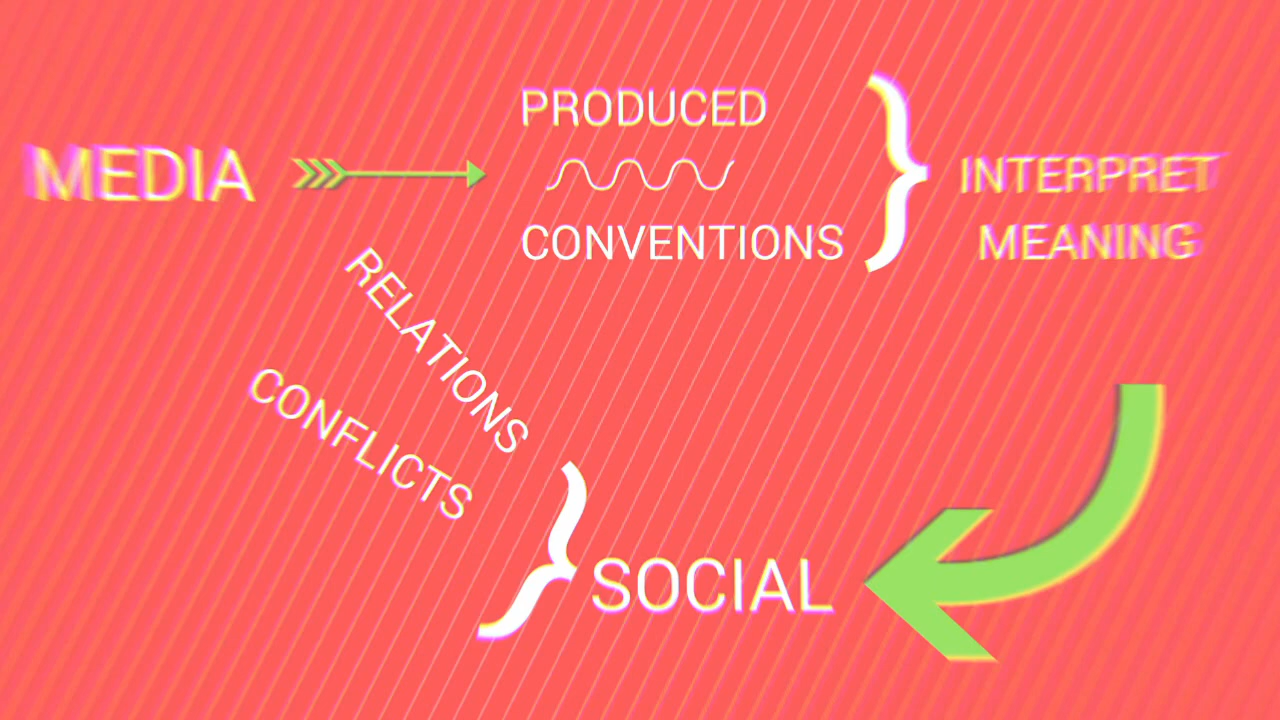 MEDIA
PRODUCED
CONVENTIONS
INTERPRET
MEANING
RELATIONS
CONFLICTS
SOCIAL